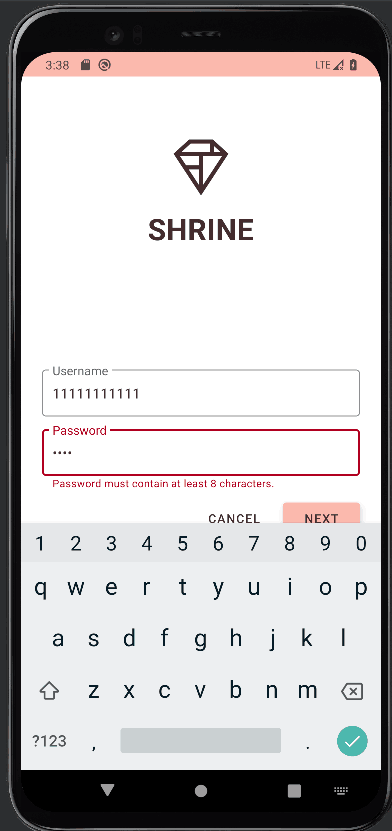 3:38 LTE
SHRINE
Username
11111111111
Password
••••
Password must contain at least 8 characters.
CANCEL NEXT
1 2 3 4 5 6 7 8 9 0
q w e r t y u i o p
a s d f g h j k l
z x c v b n m
?123 , .